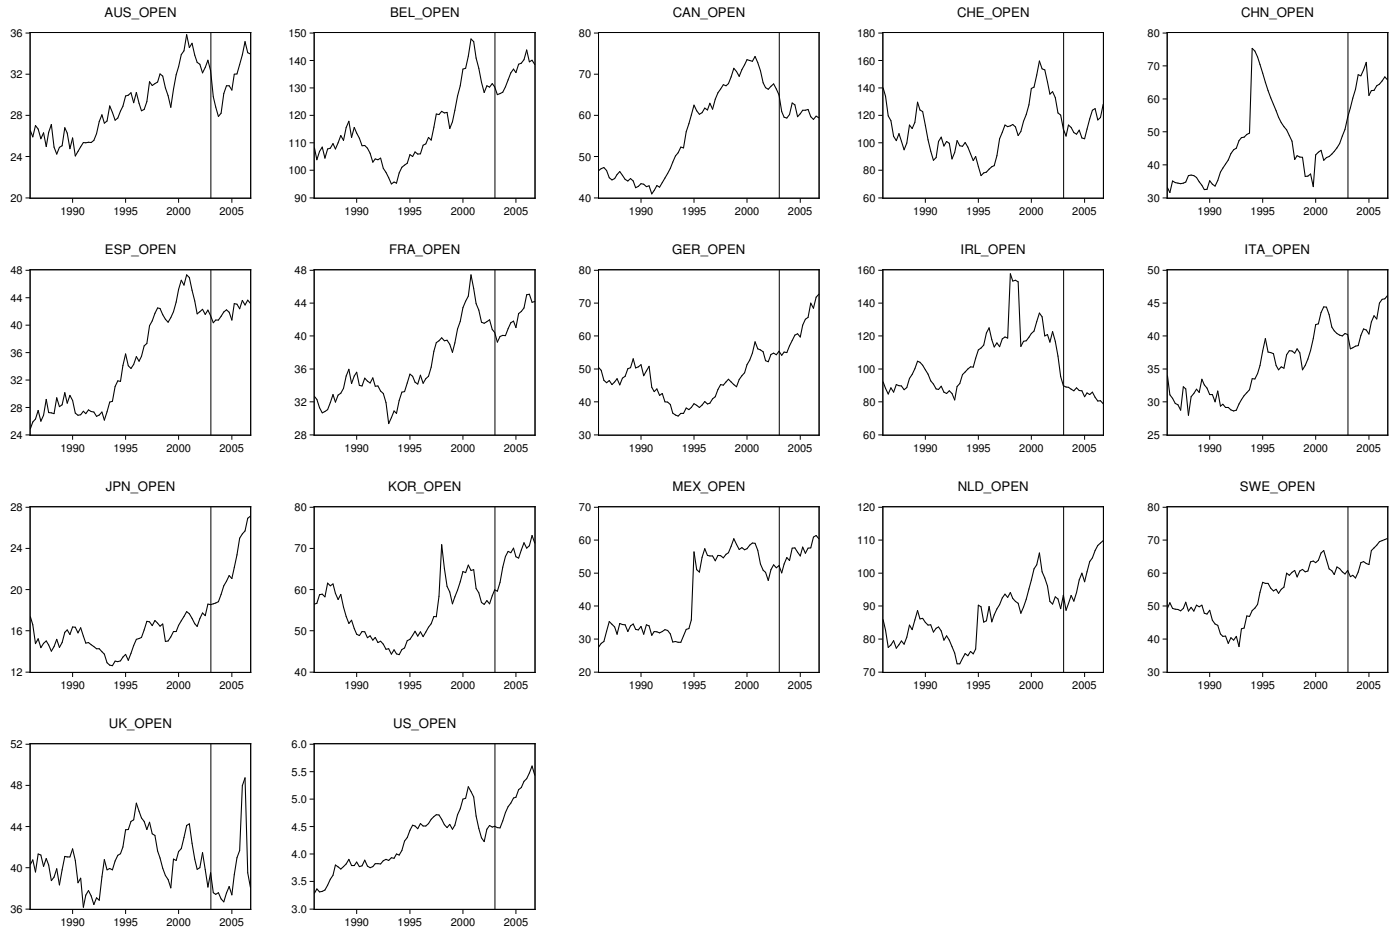 AUS_OPEN BEL_OPEN CAN_OPEN CHE_OPEN CHN_OPEN
36 150 80 180 80
32 140 70 160 70
28 130 60 140 60
24 120 50 120 50
20 110 40 100 40
100 80 30
90 60
1990 1995 2000 2005 1990 1995 2000 2005 1990 1995 2000 2005 1990 1995 2000 2005 1990 1995 2000 2005
ESP_OPEN FRA_OPEN GER_OPEN IRL_OPEN ITA_OPEN
48 48 80 160 50
44 44 70 140 45
40 40 60 120 40
36 36 50 100 35
32 32 40 80 30
28 28 30 60 25
24
1990 1995 2000 2005 1990 1995 2000 2005 1990 1995 2000 2005 1990 1995 2000 2005 1990 1995 2000 2005
JPN_OPEN KOR_OPEN MEX_OPEN NLD_OPEN SWE_OPEN
28 80 70 120 80
24 70 60 110 70
20 60 50 100 60
16 50 40 90 50
12 40 30 80 40
20 70 30
1990 1995 2000 2005 1990 1995 2000 2005 1990 1995 2000 2005 1990 1995 2000 2005 1990 1995 2000 2005
UK_OPEN US_OPEN
52 6.0
48 5.5
44 5.0
40 4.5
36 4.0
3.5
3.0
1990 1995 2000 2005 1990 1995 2000 2005